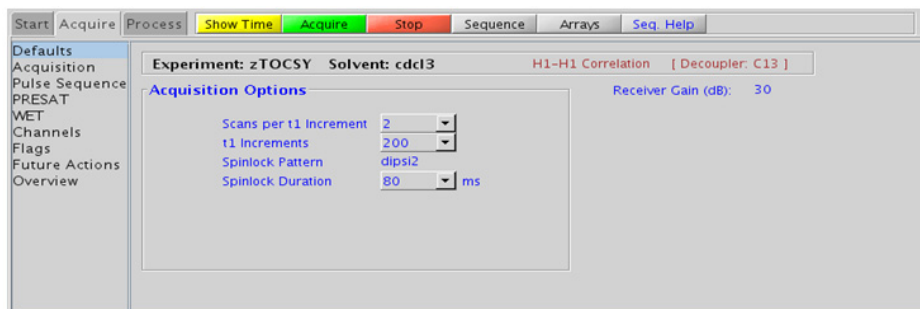 Start Acquire Process Show Time Acquire Stop Sequence Arrays Seq. Help
Defaults
Acquisition
Pulse Sequence
PRESAT
WET
Channels
Flags
Future Actions
Overview
Experiment: zTOCSY Solvent: cdcl3 H1-H1 Correlation [ Decoupler: C13 ]
Acquisition Options
Receiver Gain (dB): 30
Scans per t1 Increment 2
t1 Increments 200
Spinlock Pattern dipsi2
Spinlock Duration 80 ms